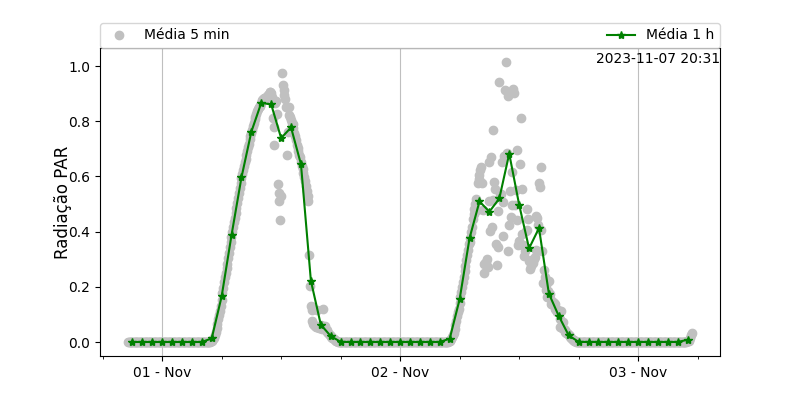 Média 5 min
Média 1 h
2023-11-07 20:31
Radiação PAR
1.0
0.8
0.6
0.4
0.2
0.0
01 - Nov
02 - Nov
03 - Nov